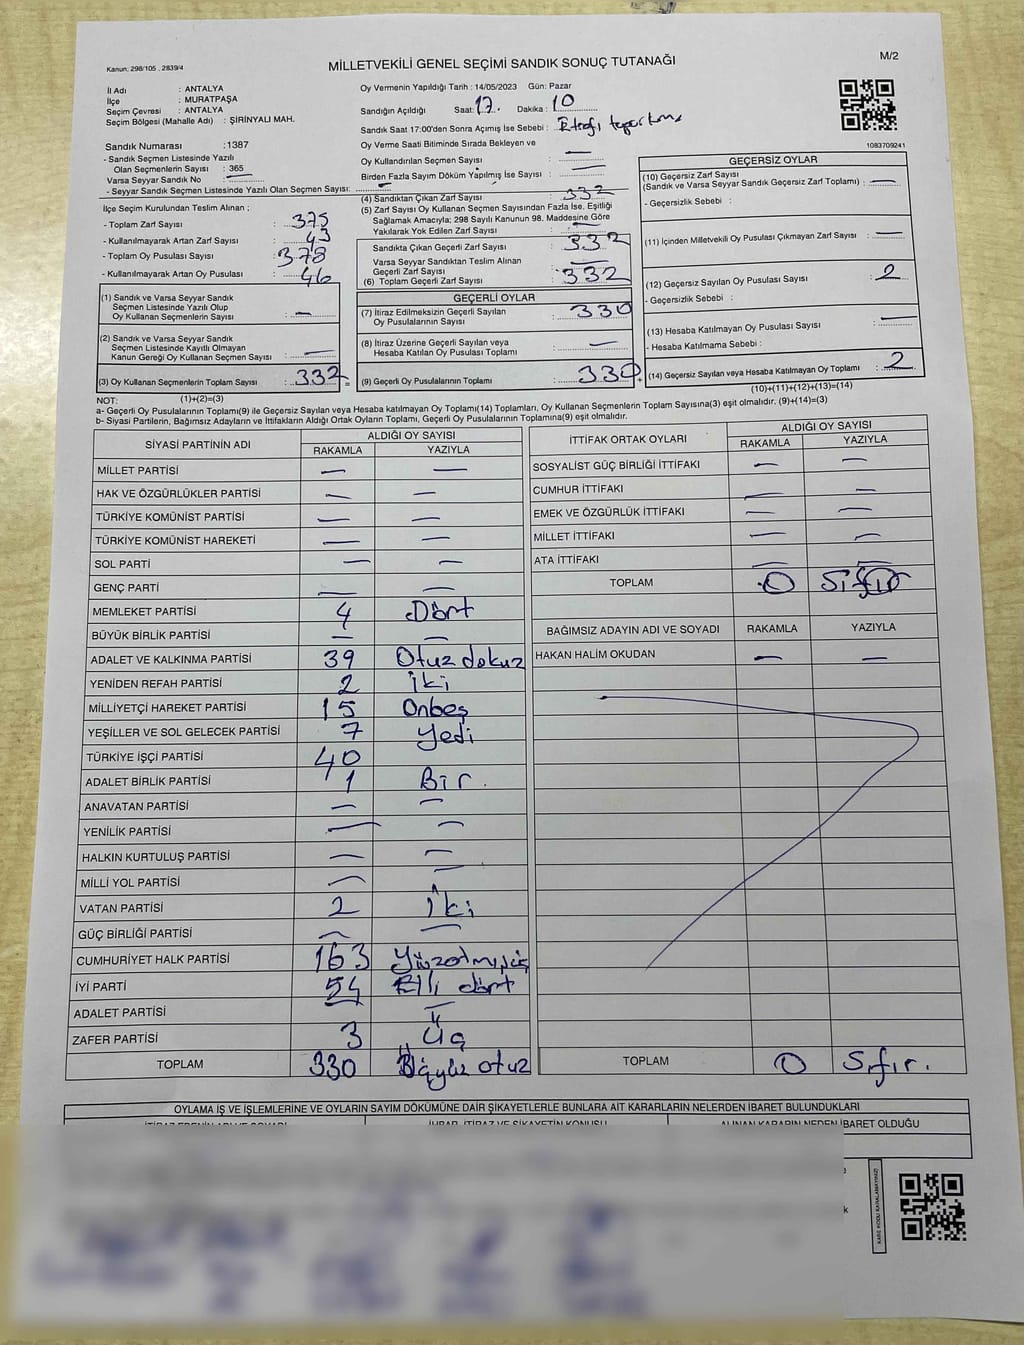 Kanun: 298/105 , 2839/4
MİLLETVEKİLİ GENEL SEÇİMİ SANDIK SONUÇ TUTANAĞI
M/2
İl Adı : ANTALYA
İlçe : MURATPAŞA
Seçim Çevresi : ANTALYA
Seçim Bölgesi (Mahalle Adı) : ŞİRİNYALI MAH.
Sandık Numarası :1387
- Sandık Seçmen Listesinde Yazılı
Olan Seçmenlerin Sayısı : 365
Varsa Seyyar Sandık No : —
- Seyyar Sandık Seçmen Listesinde Yazılı Olan Seçmen Sayısı: —
Oy Vermenin Yapıldığı Tarih : 14/05/2023 Gün: Pazar
Sandığın Açıldığı Saat: 17 Dakika : 10
Sandık Saat 17:00'den Sonra Açımış İse Sebebi :
Oy Verme Saati Bitiminde Sırada Bekleyen ve
Oy Kullandırılan Seçmen Sayısı : —
Birden Fazla Sayım Döküm Yapılmış İse Sayısı : —
1083709241
İlçe Seçim Kurulundan Teslim Alınan ;
- Toplam Zarf Sayısı : 375
- Kullanılmayarak Artan Zarf Sayısı : 43
- Toplam Oy Pusulası Sayısı : 378
- Kullanılmayarak Artan Oy Pusulası : 46
(1) Sandık ve Varsa Seyyar Sandık
Seçmen Listesinde Yazılı Olup
Oy Kullanan Seçmenlerin Sayısı : —
(2) Sandık ve Varsa Seyyar Sandık
Seçmen Listesinde Kayıtlı Olmayan
Kanun Gereği Oy Kullanan Seçmen Sayısı : —
(3) Oy Kullanan Seçmenlerin Toplam Sayısı : 332 =
(1)+(2)=(3)
(4) Sandıktan Çıkan Zarf Sayısı : 332
(5) Zarf Sayısı Oy Kullanan Seçmen Sayısından Fazla İse, Eşitliği
Sağlamak Amacıyla; 298 Sayılı Kanunun 98. Maddesine Göre
Yakılarak Yok Edilen Zarf Sayısı : —
Sandıkta Çıkan Geçerli Zarf Sayısı : 332
Varsa Seyyar Sandıktan Teslim Alınan
Geçerli Zarf Sayısı : —
(6) Toplam Geçerli Zarf Sayısı : 332
GEÇERLİ OYLAR
(7) İtiraz Edilmeksizin Geçerli Sayılan
Oy Pusulalarının Sayısı : 330
(8) İtiraz Üzerine Geçerli Sayılan veya
Hesaba Katılan Oy Pusulası Toplamı : —
(9) Geçerli Oy Pusulalarının Toplamı : 330 +
GEÇERSİZ OYLAR
(10) Geçersiz Zarf Sayısı
(Sandık ve Varsa Seyyar Sandık Geçersiz Zarf Toplamı) : —
- Geçersizlik Sebebi :
(11) İçinden Milletvekili Oy Pusulası Çıkmayan Zarf Sayısı : —
(12) Geçersiz Sayılan Oy Pusulası Sayısı : 2
- Geçersizlik Sebebi :
(13) Hesaba Katılmayan Oy Pusulası Sayısı : —
- Hesaba Katılmama Sebebi :
(14) Geçersiz Sayılan veya Hesaba Katılmayan Oy Toplamı : 2
(10)+(11)+(12)+(13)=(14)
NOT:
a- Geçerli Oy Pusulalarının Toplamı(9) ile Geçersiz Sayılan veya Hesaba katılmayan Oy Toplamı(14) Toplamları, Oy Kullanan Seçmenlerin Toplam Sayısına(3) eşit olmalıdır. (9)+(14)=(3)
b- Siyasi Partilerin, Bağımsız Adayların ve İttifakların Aldığı Ortak Oyların Toplamı, Geçerli Oy Pusulalarının Toplamına(9) eşit olmalıdır.
SİYASİ PARTİNİN ADI ALDIĞI OY SAYISI
RAKAMLA YAZIYLA
MİLLET PARTİSİ — —
HAK VE ÖZGÜRLÜKLER PARTİSİ — —
TÜRKİYE KOMÜNİST PARTİSİ — —
TÜRKİYE KOMÜNİST HAREKETİ — —
SOL PARTİ — —
GENÇ PARTİ — —
MEMLEKET PARTİSİ 4 Dört
BÜYÜK BİRLİK PARTİSİ — —
ADALET VE KALKINMA PARTİSİ 39 Otuz dokuz
YENİDEN REFAH PARTİSİ 2 İki
MİLLİYETÇİ HAREKET PARTİSİ 15 Onbeş
YEŞİLLER VE SOL GELECEK PARTİSİ 7 Yedi
TÜRKİYE İŞÇİ PARTİSİ 40
ADALET BİRLİK PARTİSİ 1 Bir.
ANAVATAN PARTİSİ — —
YENİLİK PARTİSİ — —
HALKIN KURTULUŞ PARTİSİ — —
MİLLİ YOL PARTİSİ — —
VATAN PARTİSİ 2 İki
GÜÇ BİRLİĞİ PARTİSİ — —
CUMHURİYET HALK PARTİSİ 163 Yüzatmışüç
İYİ PARTİ 54 Elli dört
ADALET PARTİSİ — —
ZAFER PARTİSİ 3 Üç
TOPLAM 330 Üçyüz otuz
İTTİFAK ORTAK OYLARI ALDIĞI OY SAYISI
RAKAMLA YAZIYLA
SOSYALİST GÜÇ BİRLİĞİ İTTİFAKI — —
CUMHUR İTTİFAKI — —
EMEK VE ÖZGÜRLÜK İTTİFAKI — —
MİLLET İTTİFAKI — —
ATA İTTİFAKI — —
TOPLAM 0 Sıfır
BAĞIMSIZ ADAYIN ADI VE SOYADI RAKAMLA YAZIYLA
HAKAN HALİM OKUDAN — —
TOPLAM 0 Sıfır.
OYLAMA İŞ VE İŞLEMLERİNE VE OYLARIN SAYIM DÖKÜMÜNE DAİR ŞİKAYETLERLE BUNLARA AİT KARARLARIN NELERDEN İBARET BULUNDUKLARI
İTİRAZ EDENİN ADI VE SOYADI İHBAR, İTİRAZ VE ŞİKAYETİN KONUSU ALINAN KARARIN NEDEN İBARET OLDUĞU
KARE KODU KARALAMAYINIZ!